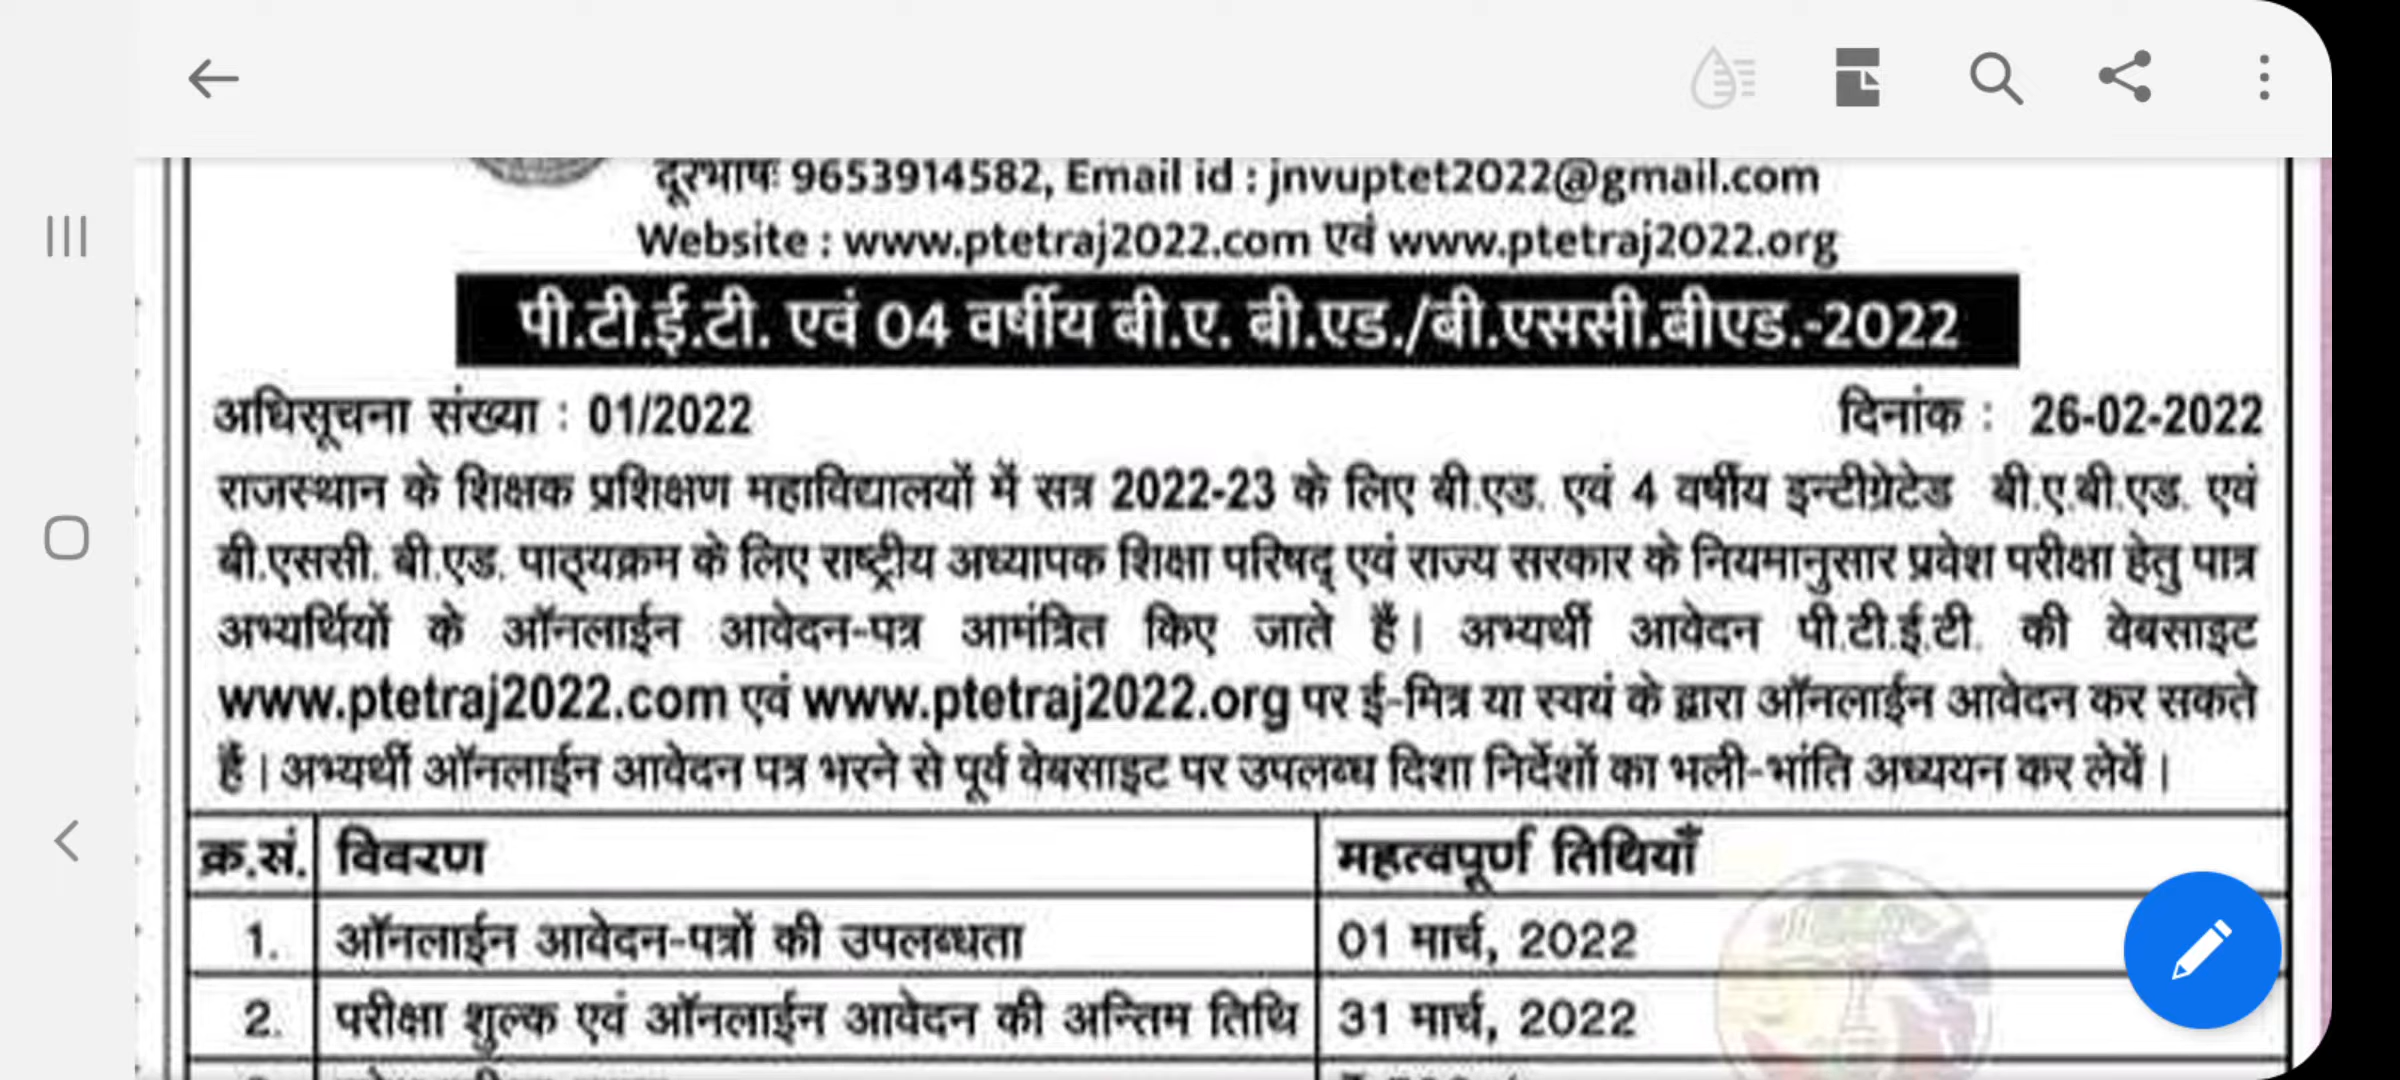 दूरभाषः 9653914582, Email id : jnvuptet2022@gmail.com
Website : www.ptetraj2022.com एवं www.ptetraj2022.org
पी.टी.ई.टी. एवं 04 वर्षीय बी.ए. बी.एड./बी.एससी.बीएड.-2022
अधिसूचना संख्या : 01/2022 दिनांक : 26-02-2022
राजस्थान के शिक्षक प्रशिक्षण महाविद्यालयों में सत्र 2022-23 के लिए बी.एड. एवं 4 वर्षीय इन्टीग्रेटेड बी.ए.बी.एड. एवं
बी.एससी. बी.एड. पाठ्यक्रम के लिए राष्ट्रीय अध्यापक शिक्षा परिषद् एवं राज्य सरकार के नियमानुसार प्रवेश परीक्षा हेतु पात्र
अभ्यर्थियों के ऑनलाईन आवेदन-पत्र आमंत्रित किए जाते है। अभ्यर्थी आवेदन पी.टी.ई.टी. की वेबसाइट
www.ptetraj2022.com एवं www.ptetraj2022.org पर ई-मित्र या स्वयं के द्वारा ऑनलाईन आवेदन कर सकते
है। अभ्यर्थी ऑनलाईन आवेदन पत्र भरने से पूर्व वेबसाइट पर उपलब्ध दिशा निर्देशों का भली-भांति अध्ययन कर लेवें।
क्र.सं. विवरण महत्वपूर्ण तिथियाँ
1. ऑनलाईन आवेदन-पत्रों की उपलब्धता 01 मार्च, 2022
2. परीक्षा शुल्क एवं ऑनलाईन आवेदन की अन्तिम तिथि 31 मार्च, 2022